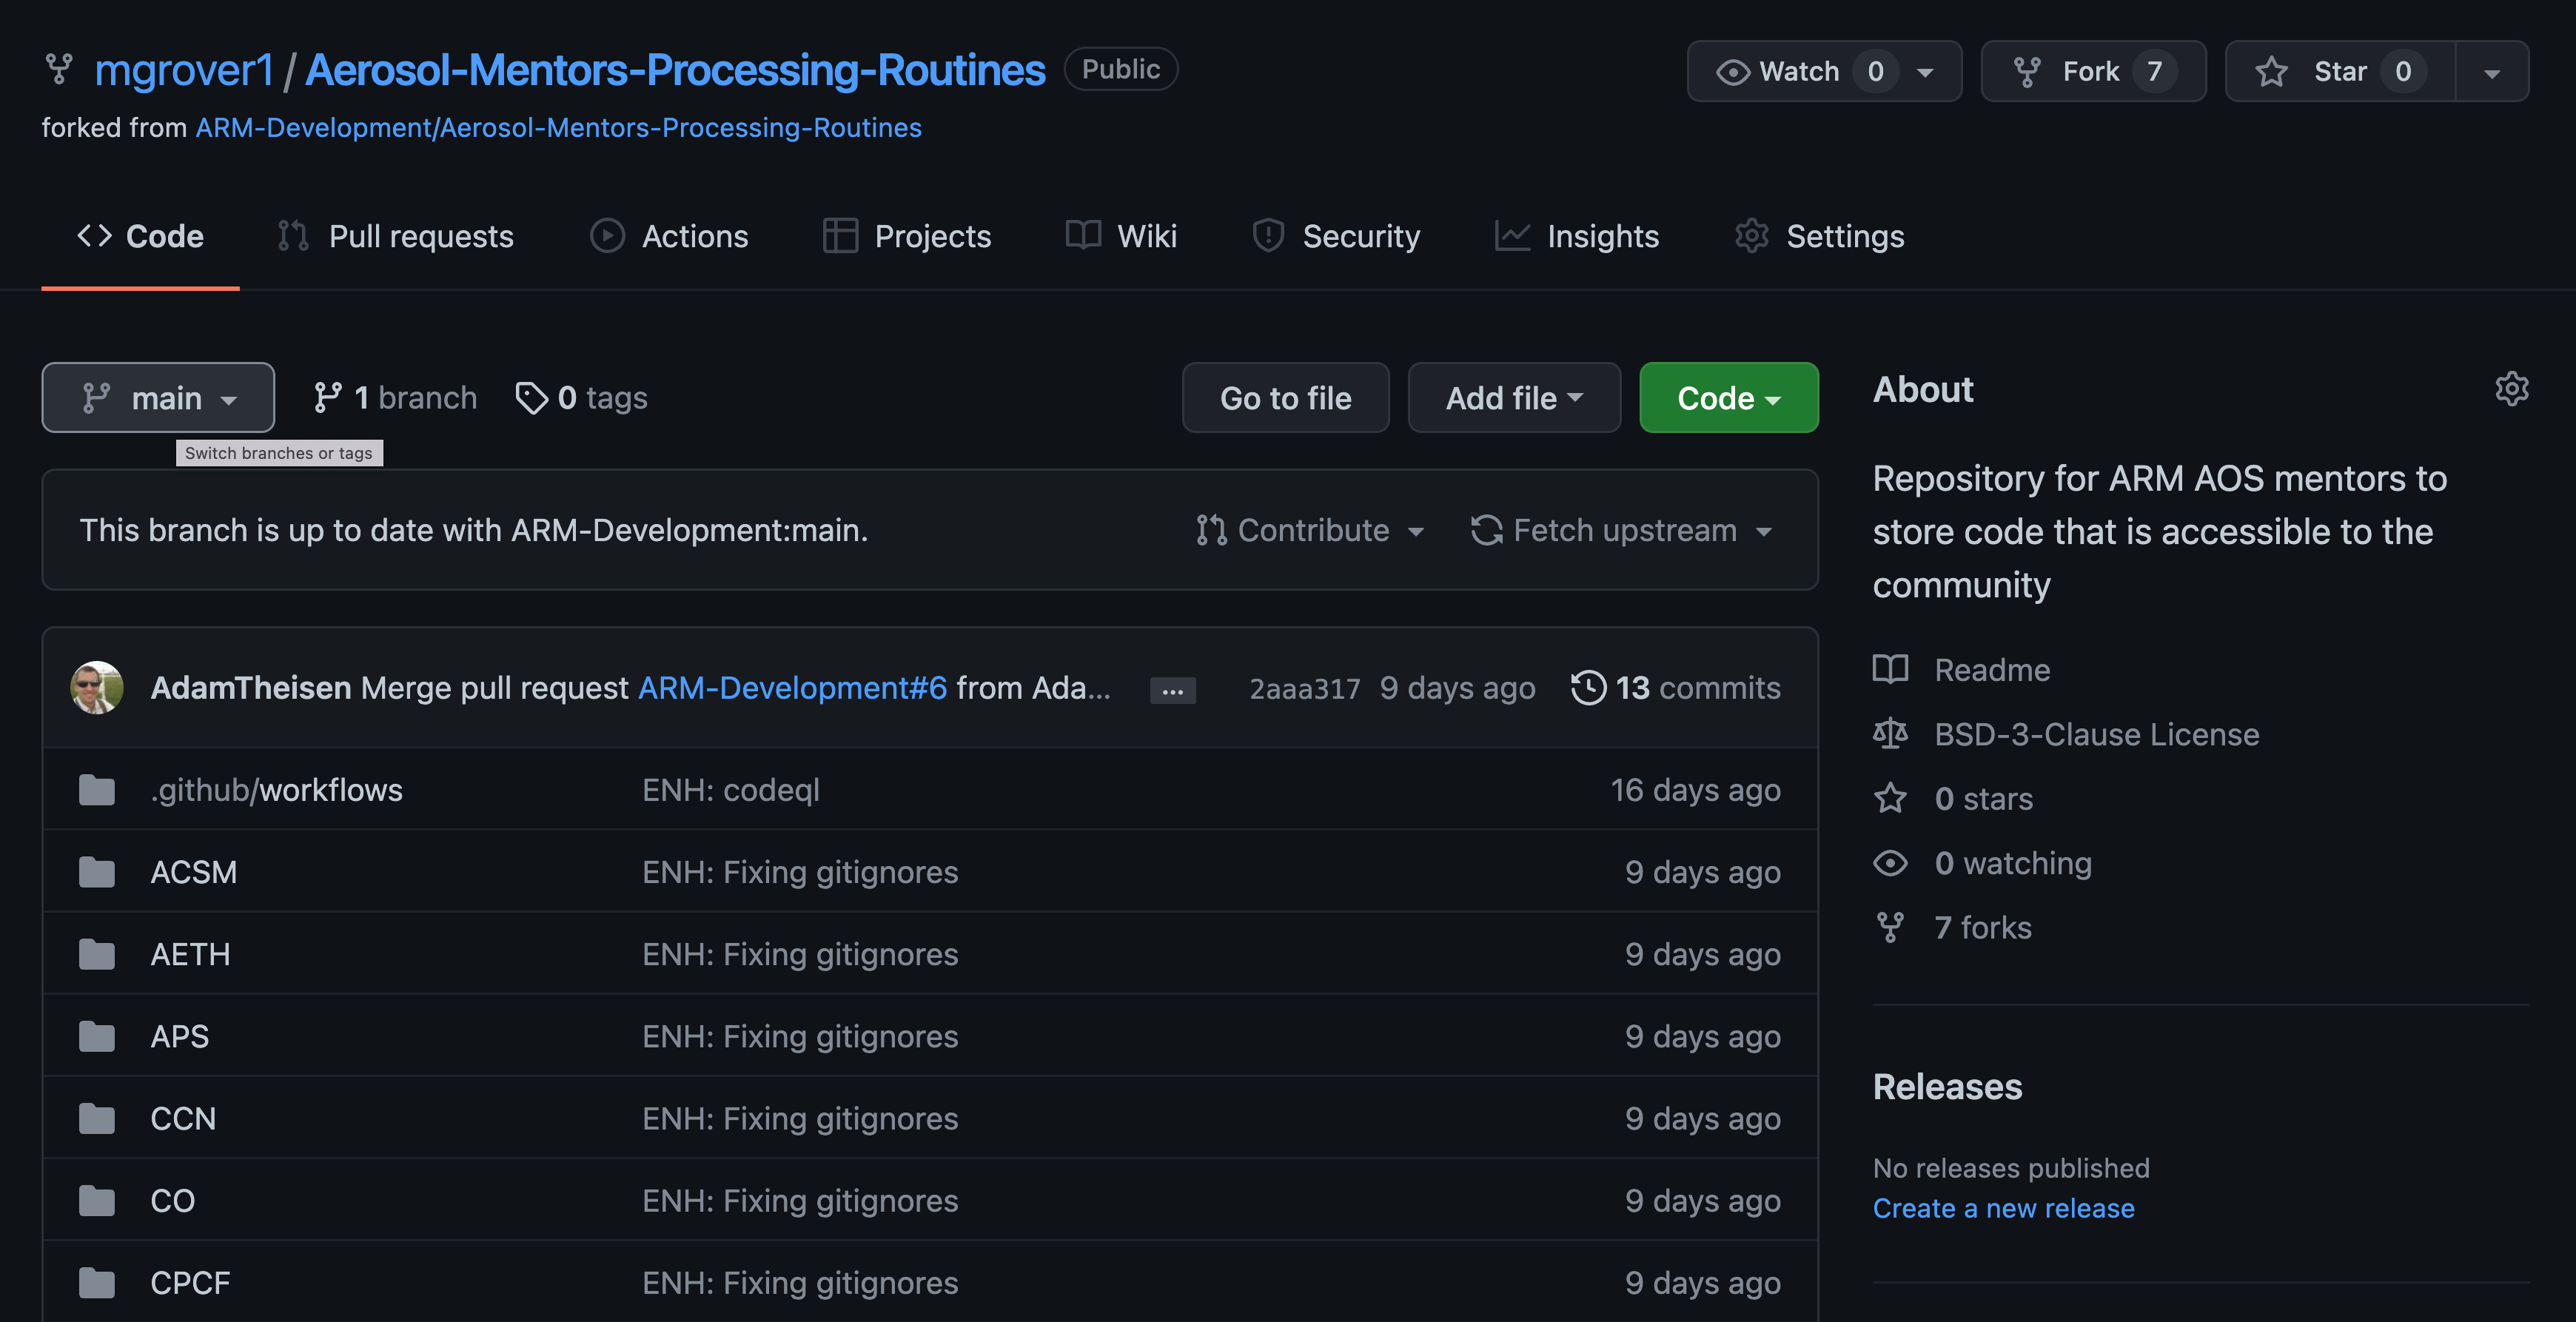 mgrover1 / Aerosol-Mentors-Processing-Routines Public
Watch 0 Fork 7 Star 0
forked from ARM-Development/Aerosol-Mentors-Processing-Routines
Code Pull requests Actions Projects Wiki Security Insights Settings
main 1 branch 0 tags Go to file Add file Code
Switch branches or tags
This branch is up to date with ARM-Development:main. Contribute Fetch upstream
AdamTheisen Merge pull request ARM-Development#6 from Ada... ... 2aaa317 9 days ago 13 commits
.github/workflows ENH: codeql 16 days ago
ACSM ENH: Fixing gitignores 9 days ago
AETH ENH: Fixing gitignores 9 days ago
APS ENH: Fixing gitignores 9 days ago
CCN ENH: Fixing gitignores 9 days ago
CO ENH: Fixing gitignores 9 days ago
CPCF ENH: Fixing gitignores 9 days ago
About
Repository for ARM AOS mentors to
store code that is accessible to the
community
Readme
BSD-3-Clause License
0 stars
0 watching
7 forks
Releases
No releases published
Create a new release